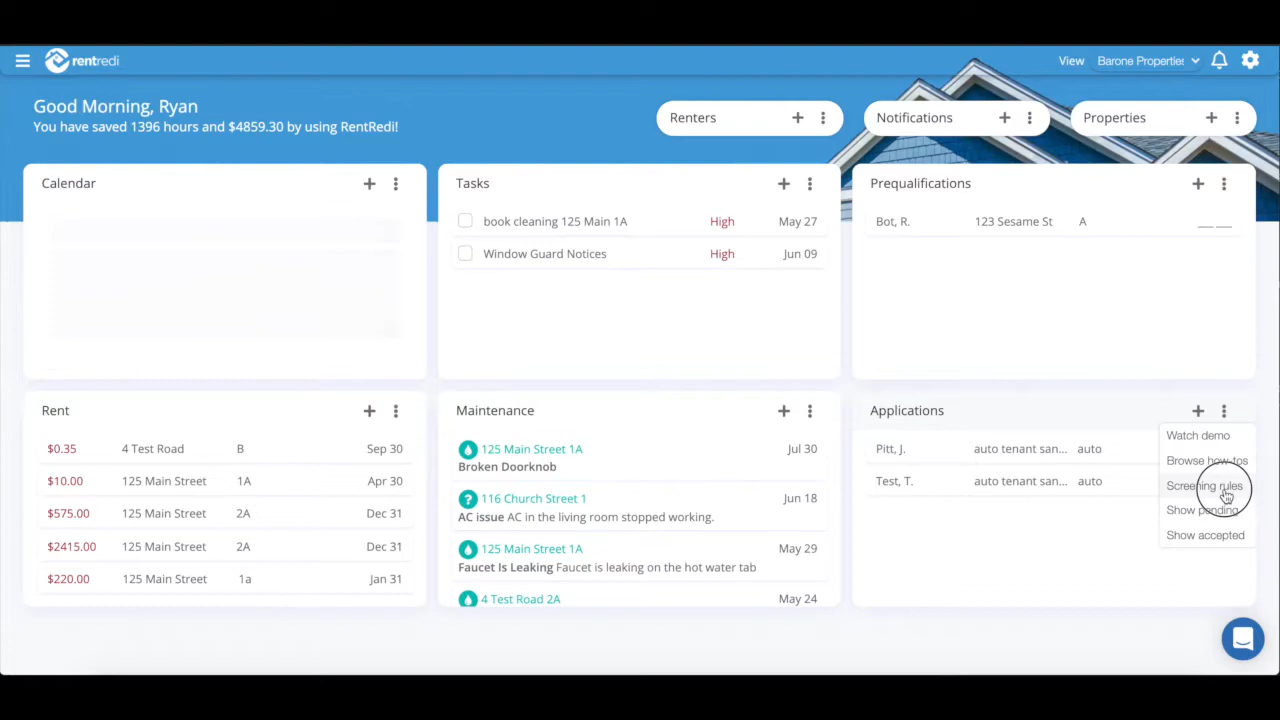 rentredi
View Barone Properties
Good Morning, Ryan
You have saved 1396 hours and $4859.30 by using RentRedi!
Renters
Notifications
Properties
Calendar
Tasks
book cleaning 125 Main 1A High May 27
Window Guard Notices High Jun 09
Prequalifications
Bot, R. 123 Sesame St A
Rent
$0.35 4 Test Road B Sep 30
$10.00 125 Main Street 1A Apr 30
$575.00 125 Main Street 2A Dec 31
$2415.00 125 Main Street 2A Dec 31
$220.00 125 Main Street 1a Jan 31
Maintenance
125 Main Street 1A Jul 30
Broken Doorknob
116 Church Street 1 Jun 18
AC issue AC in the living room stopped working.
125 Main Street 1A May 29
Faucet Is Leaking Faucet is leaking on the hot water tab
4 Test Road 2A May 24
Applications
Pitt, J. auto tenant san... auto
Test, T. auto tenant san... auto
Watch demo
Browse how-tos
Screening rules
Show pending
Show accepted